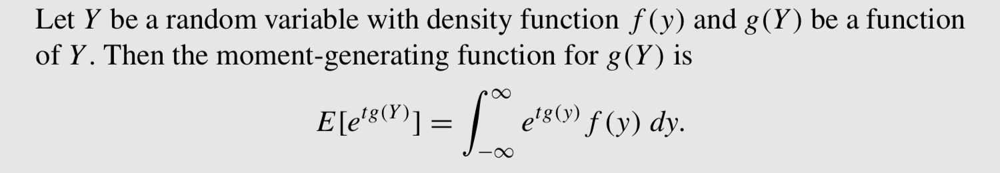 Let Y be a random variable with density function f(y) and g(Y) be a function
of Y. Then the moment-generating function for g(Y) is
E[e^{tg(Y)}] = \int_{-\infty}^{\infty} e^{tg(y)} f(y) dy.